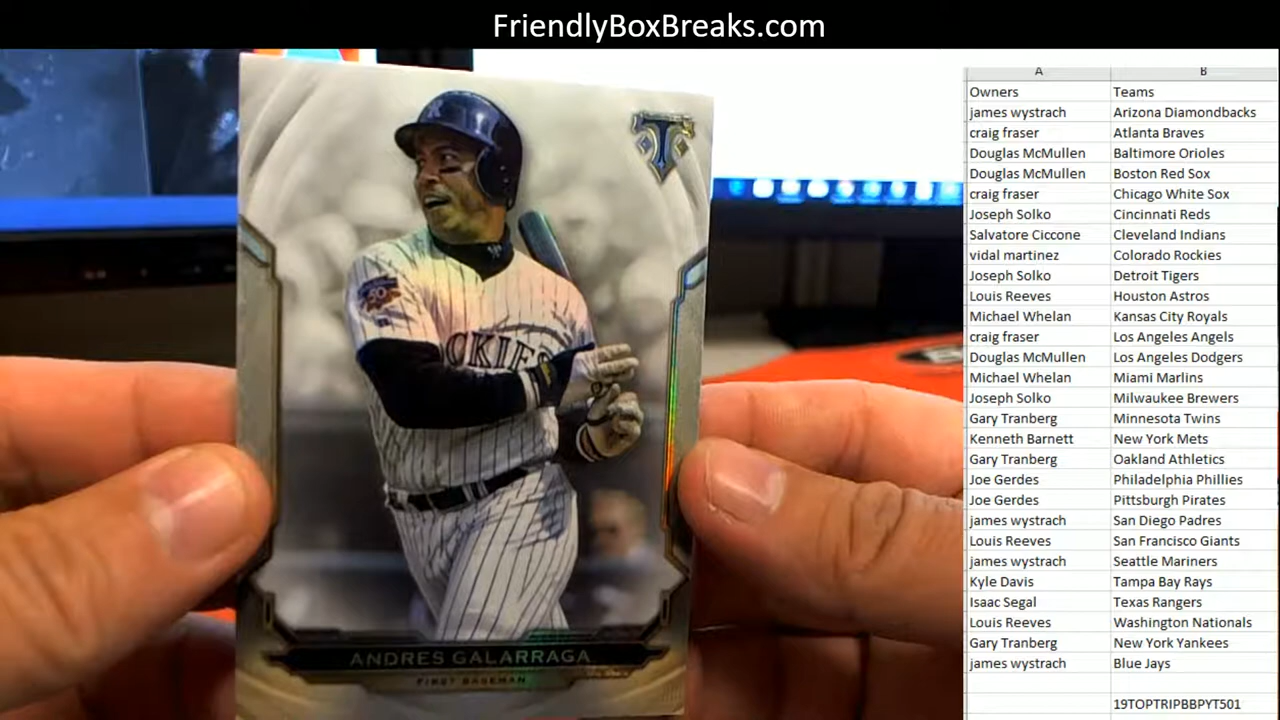 FriendlyBoxBreaks.com
A B
Owners Teams
james wystrach Arizona Diamondbacks
craig fraser Atlanta Braves
Douglas McMullen Baltimore Orioles
Douglas McMullen Boston Red Sox
craig fraser Chicago White Sox
Joseph Solko Cincinnati Reds
Salvatore Ciccone Cleveland Indians
vidal martinez Colorado Rockies
Joseph Solko Detroit Tigers
Louis Reeves Houston Astros
Michael Whelan Kansas City Royals
craig fraser Los Angeles Angels
Douglas McMullen Los Angeles Dodgers
Michael Whelan Miami Marlins
Joseph Solko Milwaukee Brewers
Gary Tranberg Minnesota Twins
Kenneth Barnett New York Mets
Gary Tranberg Oakland Athletics
Joe Gerdes Philadelphia Phillies
Joe Gerdes Pittsburgh Pirates
james wystrach San Diego Padres
Louis Reeves San Francisco Giants
james wystrach Seattle Mariners
Kyle Davis Tampa Bay Rays
Isaac Segal Texas Rangers
Louis Reeves Washington Nationals
Gary Tranberg New York Yankees
james wystrach Blue Jays
19TOPTRIPBBPYT501
T
CKIES
ANDRES GALARRAGA
FIRST BASEMAN